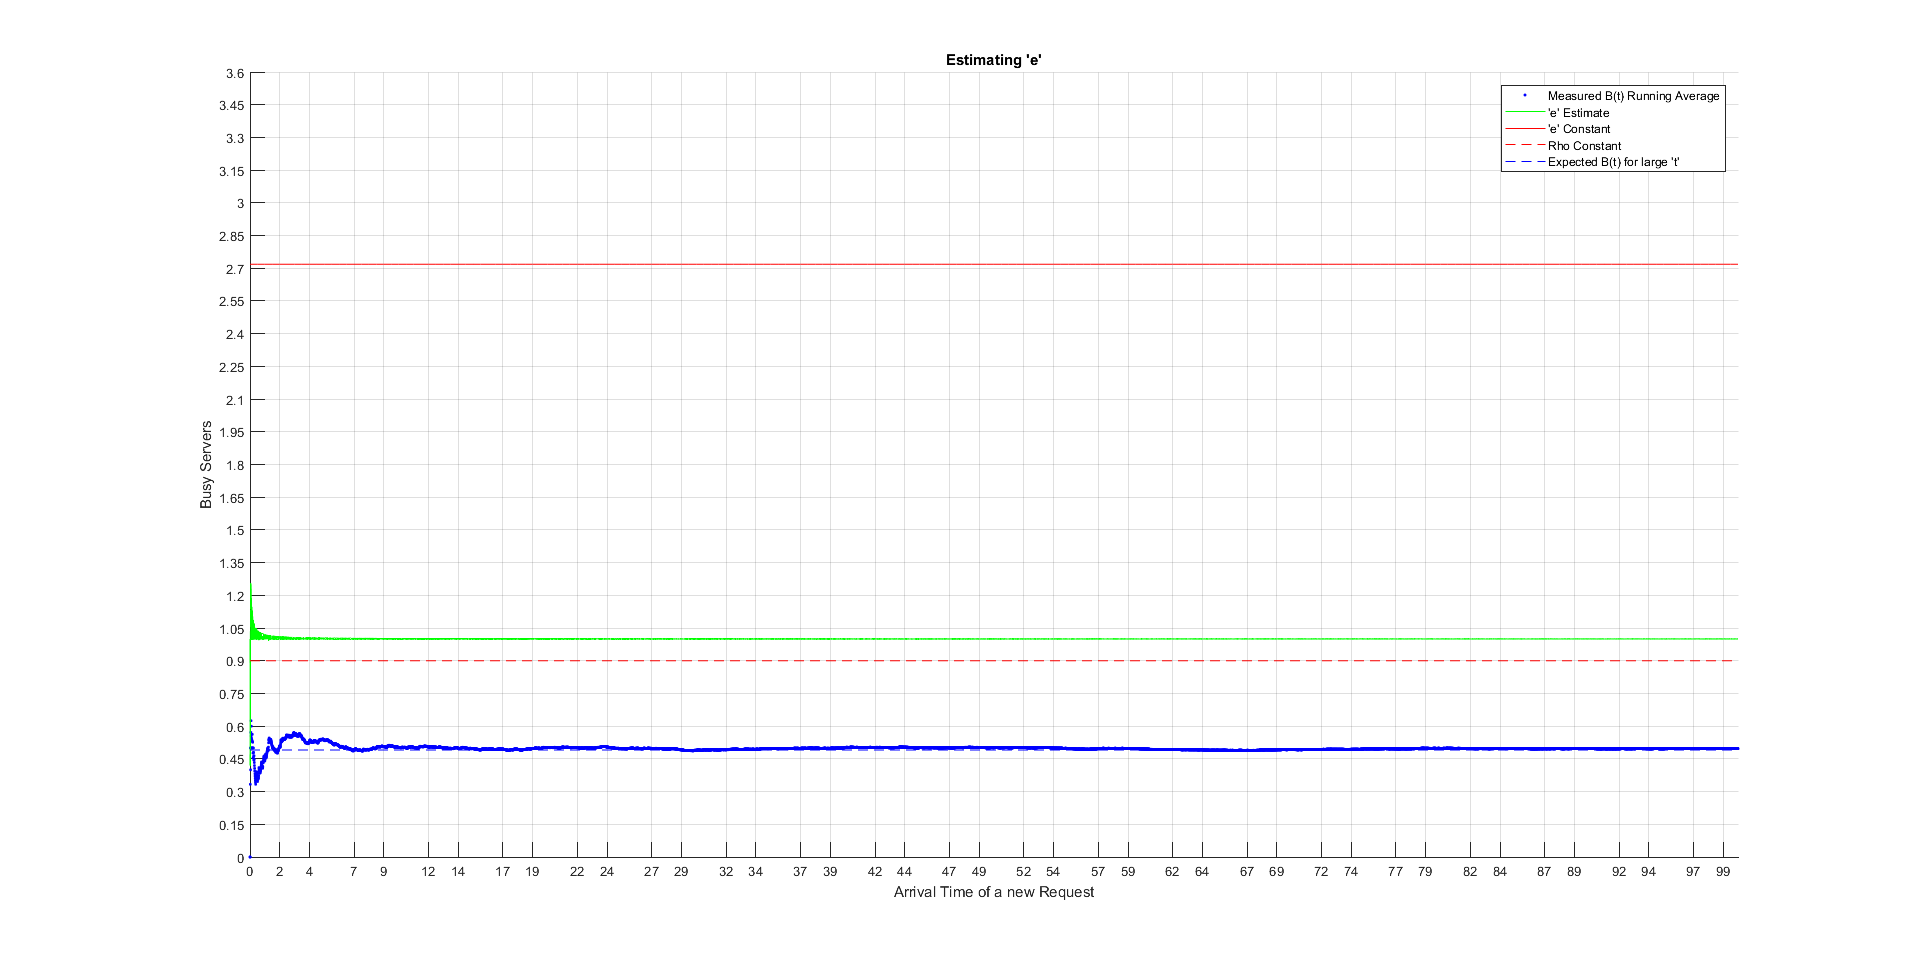 Estimating 'e'
Measured B(t) Running Average
'e' Estimate
'e' Constant
Rho Constant
Expected B(t) for large 't'
Busy Servers
3.6
3.45
3.3
3.15
3
2.85
2.7
2.55
2.4
2.25
2.1
1.95
1.8
1.65
1.5
1.35
1.2
1.05
0.9
0.75
0.6
0.45
0.3
0.15
0
0 2 4 7 9 12 14 17 19 22 24 27 29 32 34 37 39 42 44 47 49 52 54 57 59 62 64 67 69 72 74 77 79 82 84 87 89 92 94 97 99
Arrival Time of a new Request